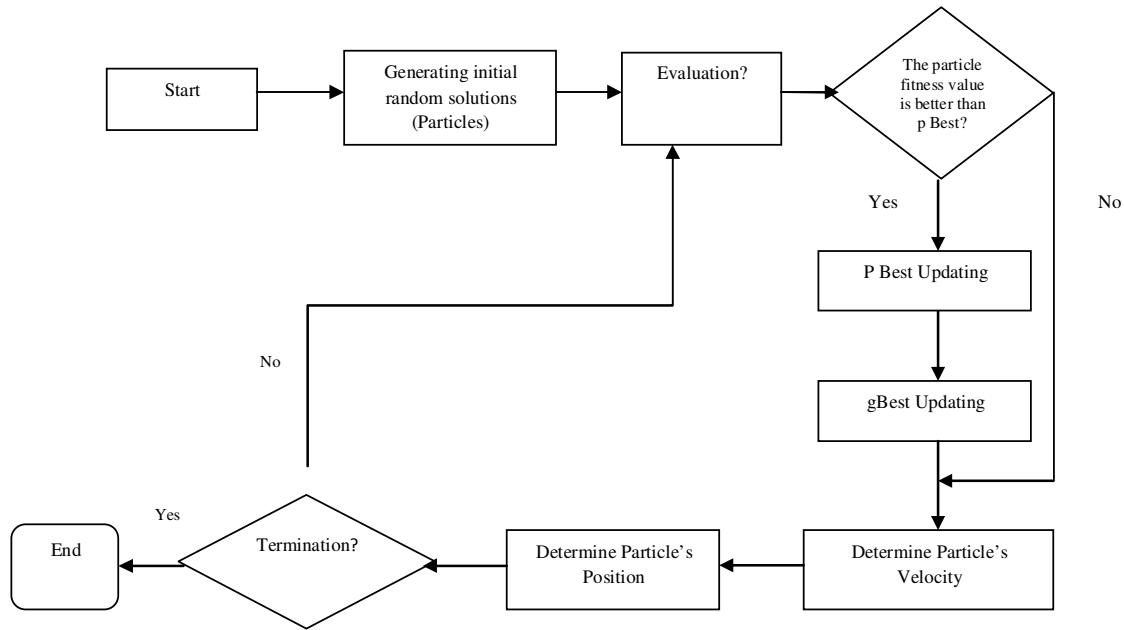 Start
Generating initial
random solutions
(Particles)
Evaluation?
The particle
fitness value
is better than
p Best?
Yes
No
P Best Updating
gBest Updating
Determine Particle's
Velocity
Determine Particle's
Position
Termination?
No
Yes
End